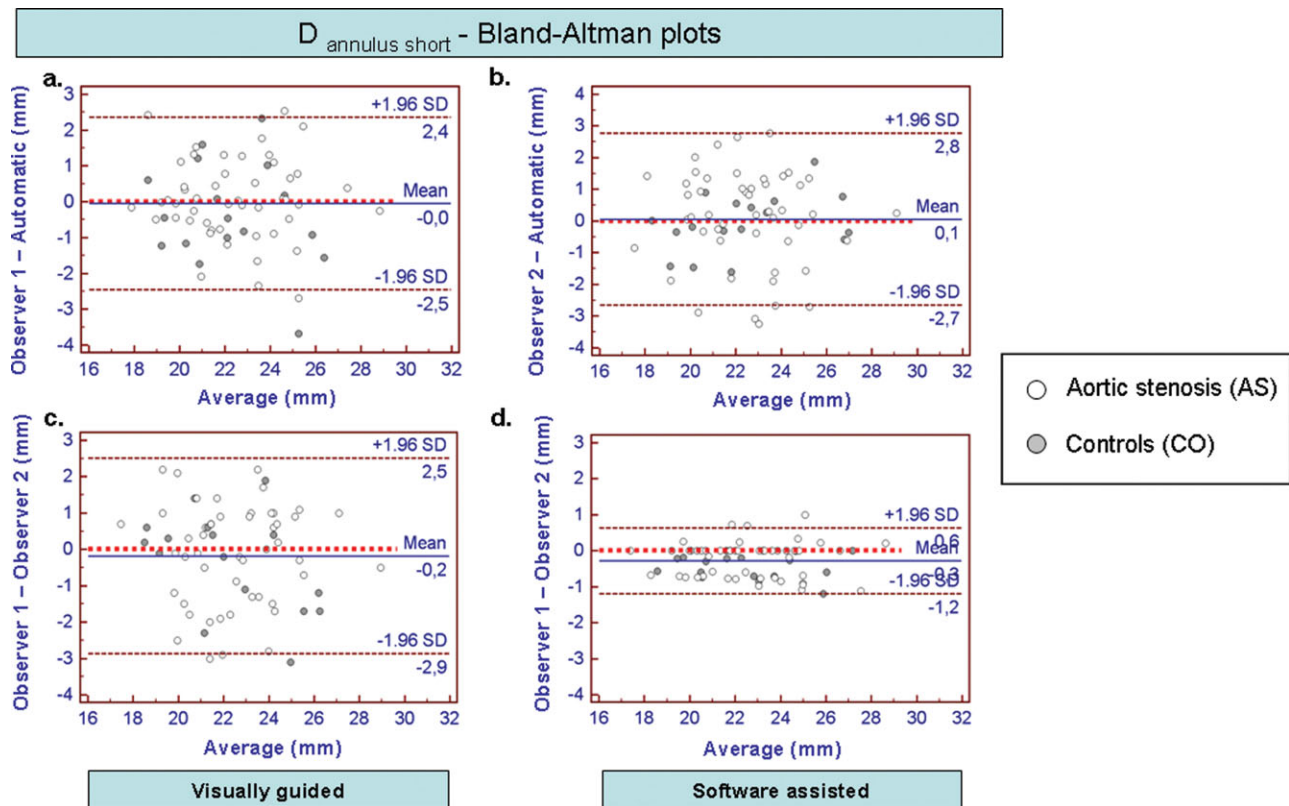 D annulus short - Bland-Altman plots
a.
Observer 1 – Automatic (mm)
3
2
1
0
-1
-2
-3
-4
+1.96 SD
2,4
Mean
-0,0
-1.96 SD
-2,5
16 18 20 22 24 26 28 30 32
Average (mm)
b.
Observer 2 – Automatic (mm)
4
3
2
1
0
-1
-2
-3
-4
+1.96 SD
2,8
Mean
0,1
-1.96 SD
-2,7
16 18 20 22 24 26 28 30 32
Average (mm)
Aortic stenosis (AS)
Controls (CO)
c.
Observer 1 – Observer 2 (mm)
3
2
1
0
-1
-2
-3
-4
+1.96 SD
2,5
Mean
-0,2
-1.96 SD
-2,9
16 18 20 22 24 26 28 30 32
Average (mm)
d.
Observer 1 – Observer 2 (mm)
3
2
1
0
-1
-2
-3
-4
+1.96 SD
0,6
Mean
-0,3
-1.96 SD
-1,2
16 18 20 22 24 26 28 30 32
Average (mm)
Visually guided
Software assisted